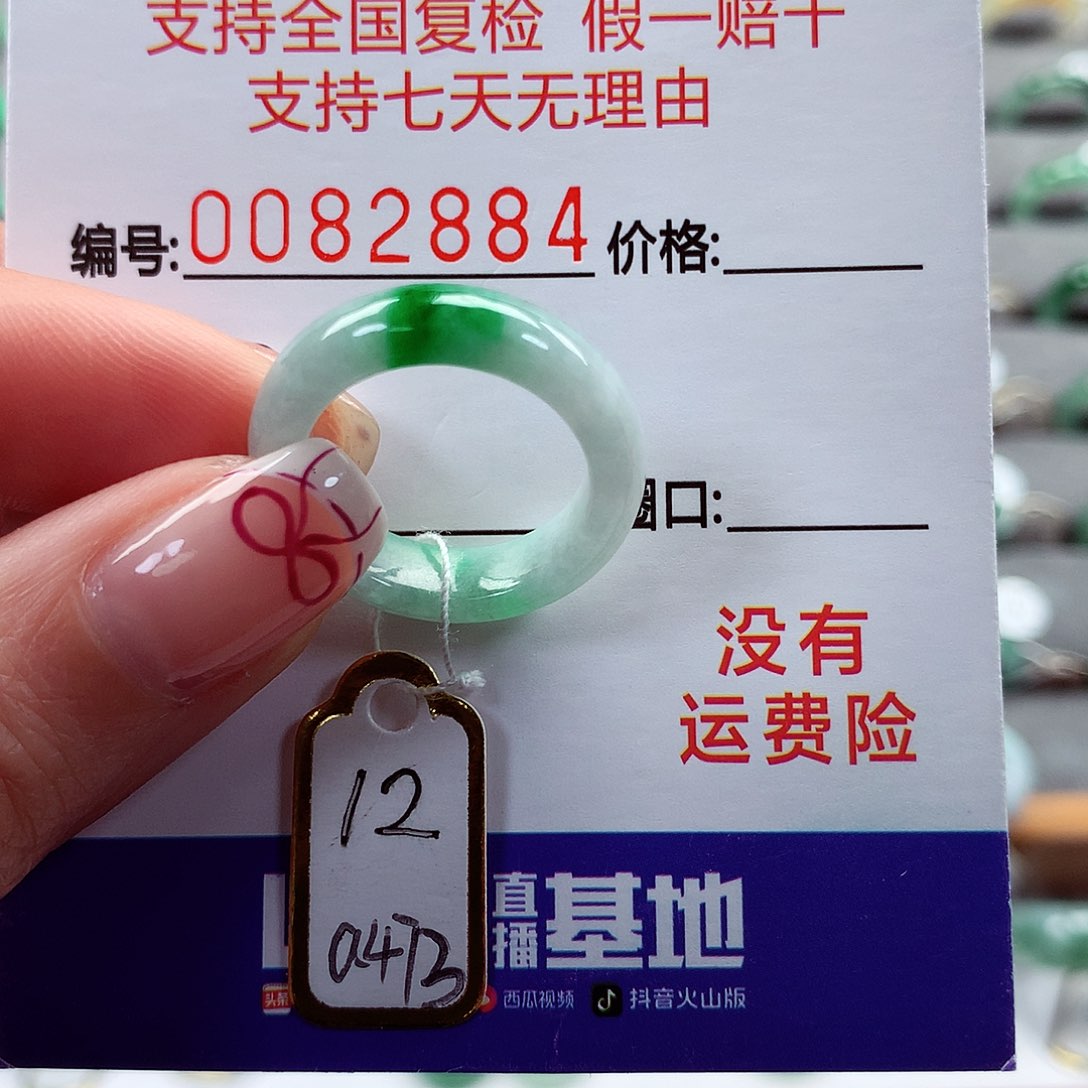 支持全国复检 假一赔十
支持七天无理由
编号:0082884 价格:
圈口:
没有
运费险
12
直播基地
西瓜视频 抖音火山版